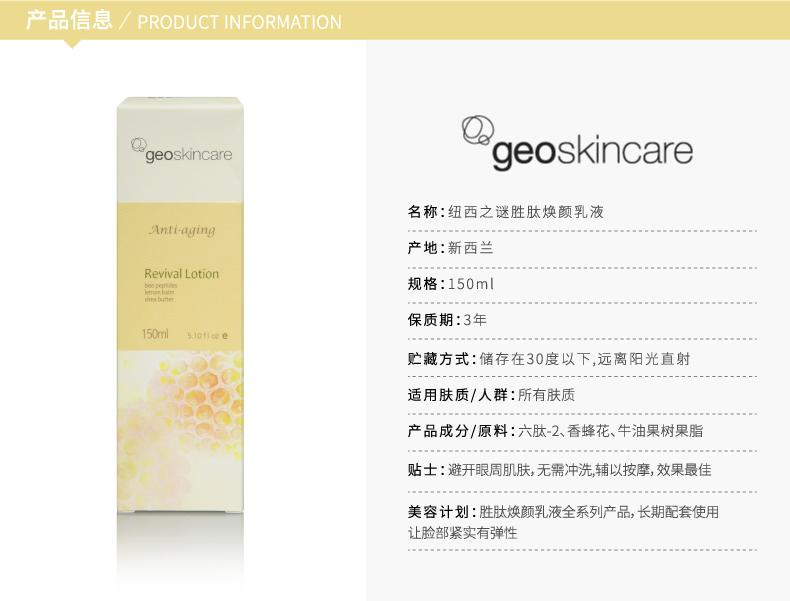 产品信息 / PRODUCT INFORMATION
geoskincare
Anti-aging
Revival Lotion
bee peptides
lemon balm
shea butter
150ml 5.10 fl oz e
geoskincare
名称:纽西之谜胜肽焕颜乳液
产地:新西兰
规格:150ml
保质期:3年
贮藏方式:储存在30度以下,远离阳光直射
适用肤质/人群:所有肤质
产品成分/原料:六肽-2、香蜂花、牛油果树果脂
贴士:避开眼周肌肤,无需冲洗,辅以按摩,效果最佳
美容计划:胜肽焕颜乳液全系列产品,长期配套使用
让脸部紧实有弹性